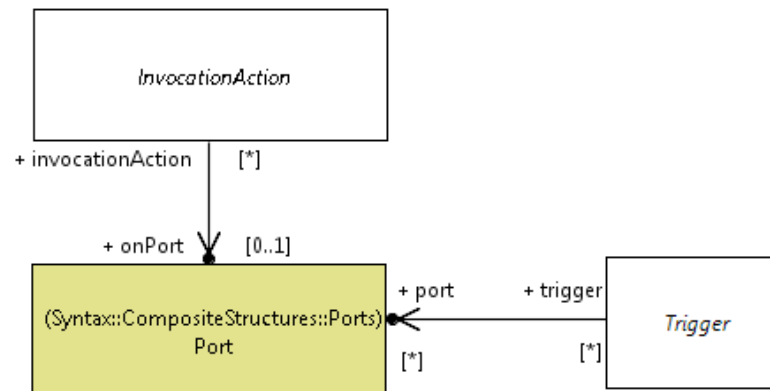 InvocationAction
+ invocationAction [*]
+ onPort [0..1]
(Syntax::CompositeStructures::Ports)
Port
+ port + trigger
[*] [*]
Trigger